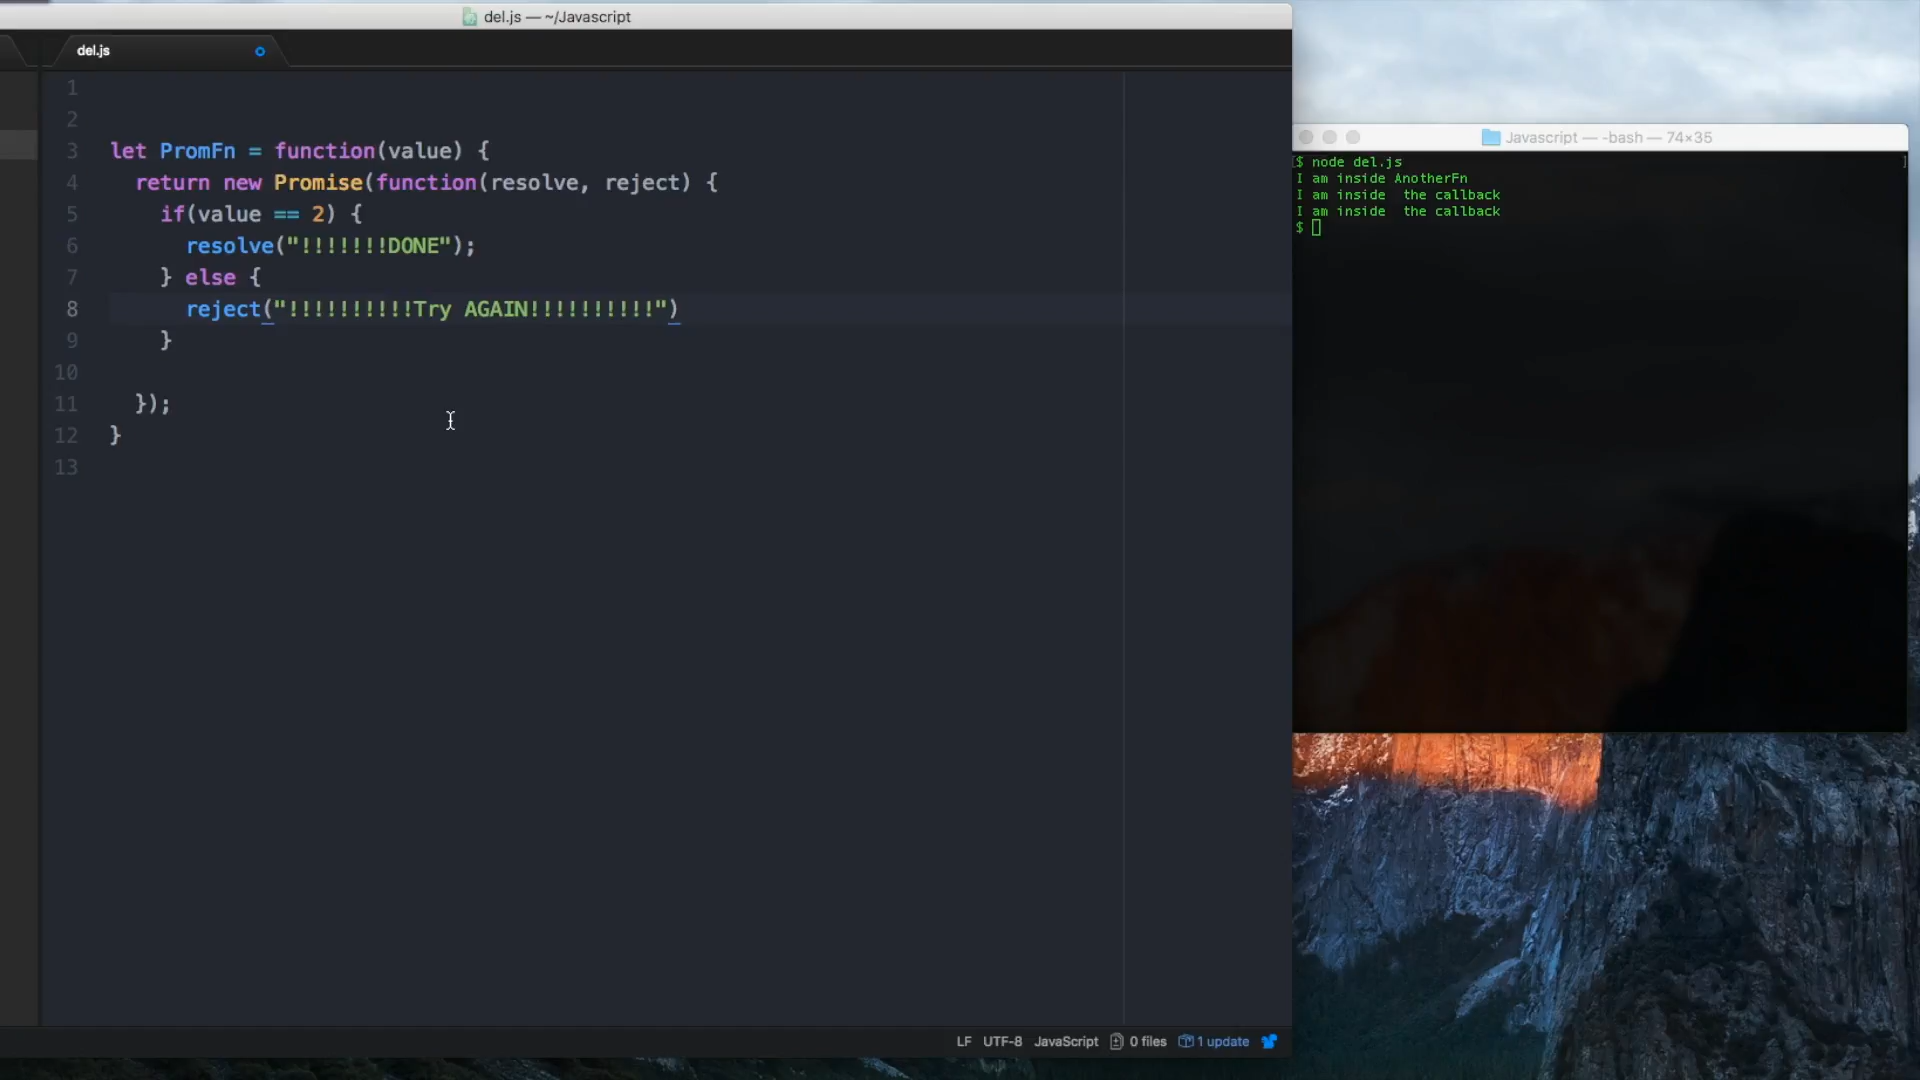 del.js — ~/Javascript
del.js
1
2
3 let PromFn = function(value) {
4 return new Promise(function(resolve, reject) {
5 if(value == 2) {
6 resolve("!!!!!!!DONE");
7 } else {
8 reject("!!!!!!!!!!Try AGAIN!!!!!!!!!!")
9 }
10
11 });
12 }
13
LF UTF-8 JavaScript 0 files 1 update
Javascript — -bash — 74×35
[$ node del.js ]
I am inside AnotherFn
I am inside  the callback
I am inside  the callback
$